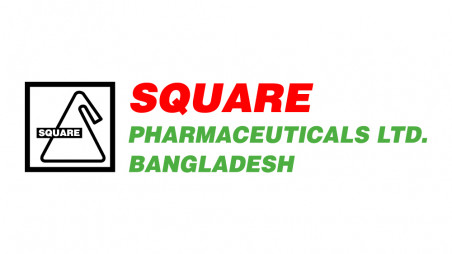 SQUARE
SQUARE
PHARMACEUTICALS LTD.
BANGLADESH